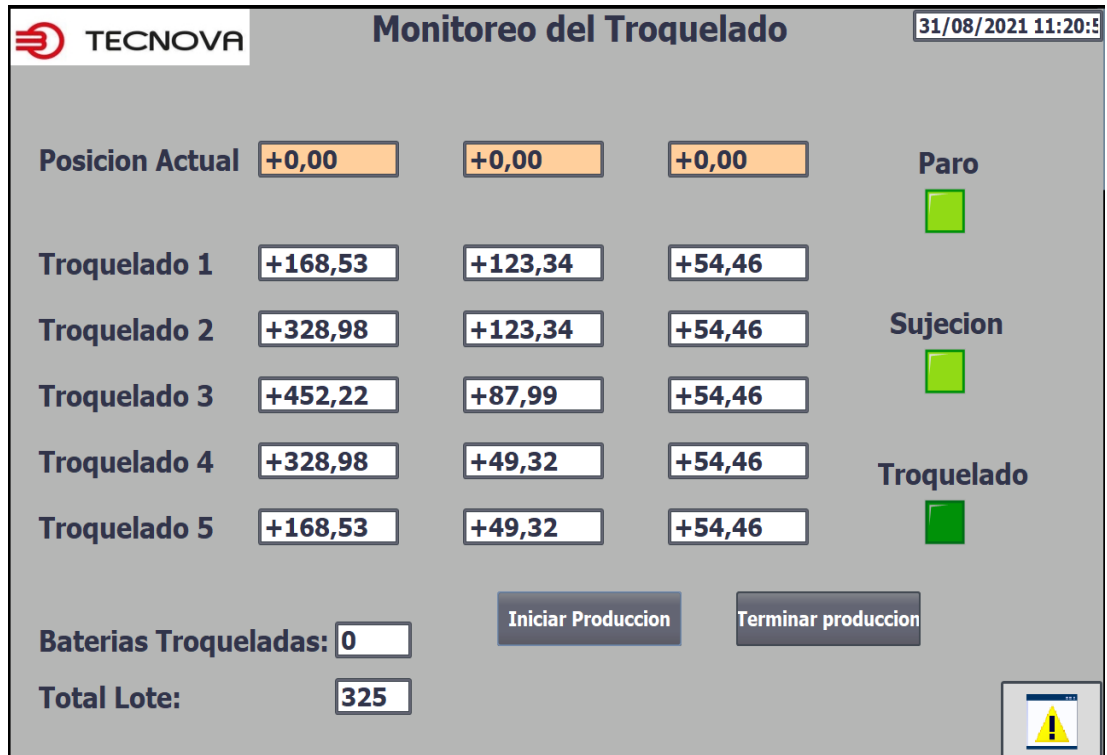 TECNOVA
Monitoreo del Troquelado
31/08/2021 11:20:5
Posicion Actual +0,00 +0,00 +0,00
Paro
Troquelado 1 +168,53 +123,34 +54,46
Troquelado 2 +328,98 +123,34 +54,46
Sujecion
Troquelado 3 +452,22 +87,99 +54,46
Troquelado 4 +328,98 +49,32 +54,46
Troquelado
Troquelado 5 +168,53 +49,32 +54,46
Iniciar Produccion
Terminar produccion
Baterias Troqueladas: 0
Total Lote: 325